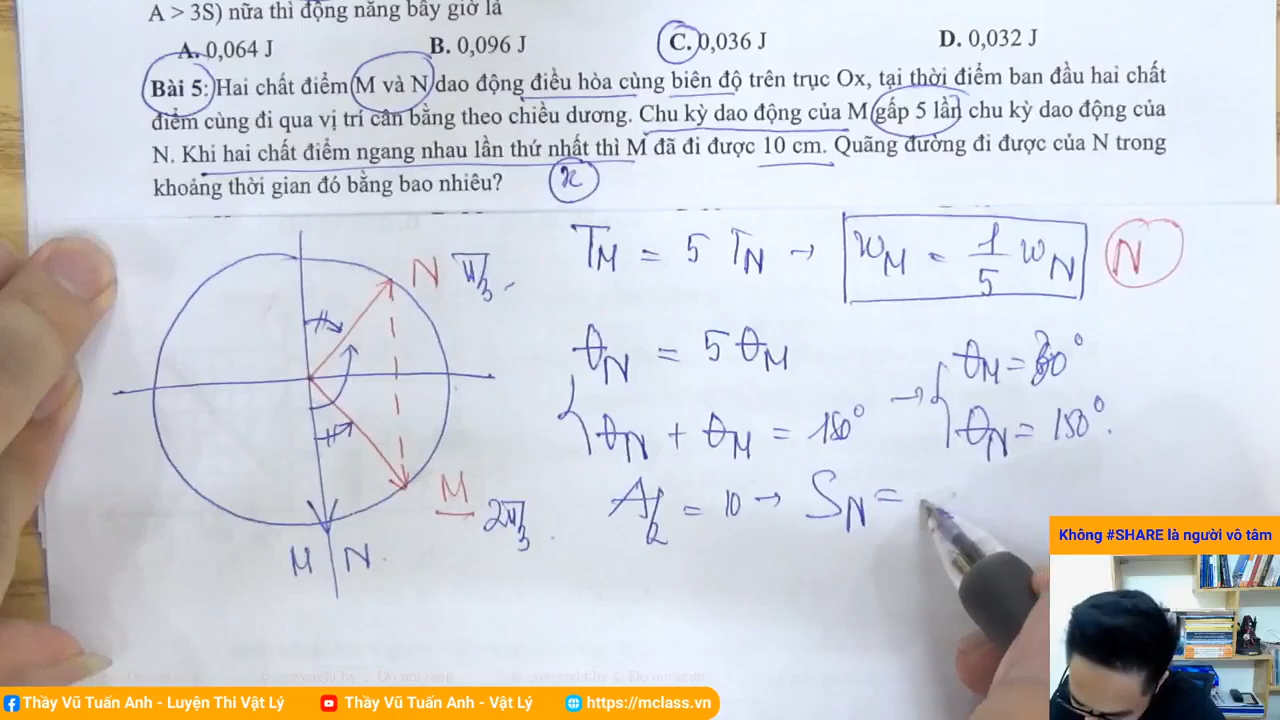 A > 3S) nữa thì động năng bây giờ là
A. 0,064 J B. 0,096 J C. 0,036 J D. 0,032 J
Bài 5: Hai chất điểm M và N dao động điều hòa cùng biên độ trên trục Ox, tại thời điểm ban đầu hai chất
điểm cùng đi qua vị trí cân bằng theo chiều dương. Chu kỳ dao động của M gấp 5 lần chu kỳ dao động của
N. Khi hai chất điểm ngang nhau lần thứ nhất thì M đã đi được 10 cm. Quãng đường đi được của N trong
khoảng thời gian đó bằng bao nhiêu?
x
T_M = 5 T_N → ω_M = 1/5 ω_N N
N π/3
θ_N = 5 θ_M
θ_N + θ_M = 180°
→ θ_M = 30°
θ_N = 150°.
M 2π/3
A/2 = 10 → S_N =
M N
Không #SHARE là người vô tâm
Thầy Vũ Tuấn Anh - Luyện Thi Vật Lý Thầy Vũ Tuấn Anh - Vật Lý https://mclass.vn